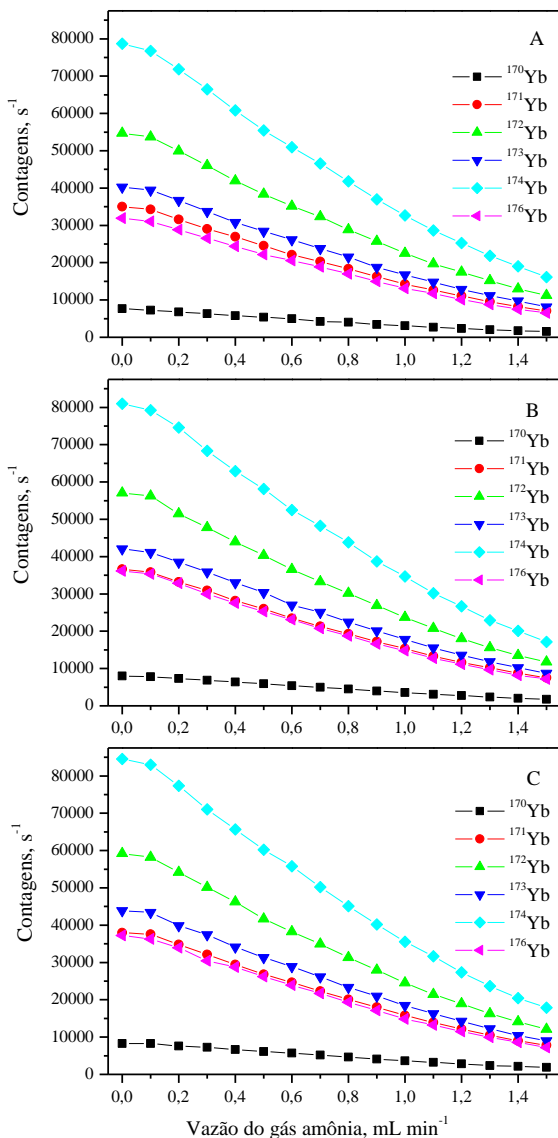 A
80000
70000
60000
50000
40000
30000
20000
10000
0
Contagens, s⁻¹
¹⁷⁰Yb
¹⁷¹Yb
¹⁷²Yb
¹⁷³Yb
¹⁷⁴Yb
¹⁷⁶Yb
0,0 0,2 0,4 0,6 0,8 1,0 1,2 1,4
B
80000
70000
60000
50000
40000
30000
20000
10000
0
Contagens, s⁻¹
¹⁷⁰Yb
¹⁷¹Yb
¹⁷²Yb
¹⁷³Yb
¹⁷⁴Yb
¹⁷⁶Yb
0,0 0,2 0,4 0,6 0,8 1,0 1,2 1,4
C
80000
70000
60000
50000
40000
30000
20000
10000
0
Contagens, s⁻¹
¹⁷⁰Yb
¹⁷¹Yb
¹⁷²Yb
¹⁷³Yb
¹⁷⁴Yb
¹⁷⁶Yb
0,0 0,2 0,4 0,6 0,8 1,0 1,2 1,4
Vazão do gás amônia, mL min⁻¹